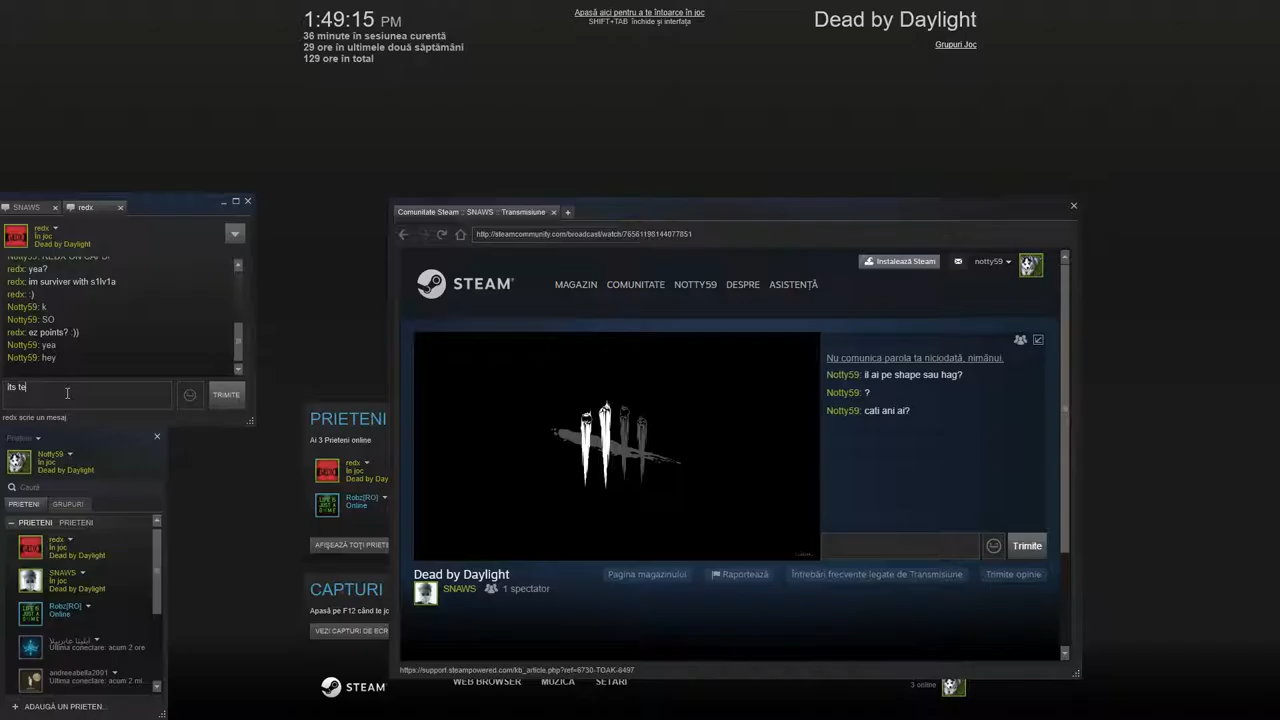 1:49:15 PM
36 minute în sesiunea curentă
29 ore în ultimele două săptămâni
129 ore în total
Apasă aici pentru a te întoarce în joc
SHIFT+TAB închide și interfața
Dead by Daylight
Grupuri Joc
SNAWS
redx
redx
În joc
Dead by Daylight
redx: yea?
redx: im surviver with s1lv1a
redx: :)
Notty59: k
Notty59: SO
redx: ez points? :))
Notty59: yea
Notty59: hey
its te
TRIMITE
redx scrie un mesaj
Prieteni
Notty59
În joc
Dead by Daylight
Caută
PRIETENI
GRUPURI
PRIETENI PRIETENI
redx
În joc
Dead by Daylight
SNAWS
În joc
Dead by Daylight
Robz[RO]
Online
Ultima conectare: acum 2 ore
andreeabella2001
Ultima conectare: acum 2 mi...
+ ADAUGĂ UN PRIETEN...
PRIETENI
Ai 3 Prieteni online
redx
În joc
Dead by Day
Robz[RO]
Online
AFIȘEAZĂ TOȚI PRIETE
CAPTURI
Apasă pe F12 când te jo
VEZI CAPTURI DE ECR
Comunitate Steam :: SNAWS :: Transmisiune
http://steamcommunity.com/broadcast/watch/76561198144077851
Instalează Steam
notty59
STEAM
MAGAZIN
COMUNITATE
NOTTY59
DESPRE
ASISTENȚĂ
Nu comunica parola ta niciodată, nimănui.
Notty59: il ai pe shape sau hag?
Notty59: ?
Notty59: cati ani ai?
Trimite
Dead by Daylight
SNAWS
1 spectator
Pagina magazinului
Raportează
Întrebări frecvente legate de Transmisiune
Trimite opinie
https://support.steampowered.com/kb_article.php?ref=6730-TOAK-6497
STEAM
WEB BROWSER
MUZICĂ
SETĂRI
3 online